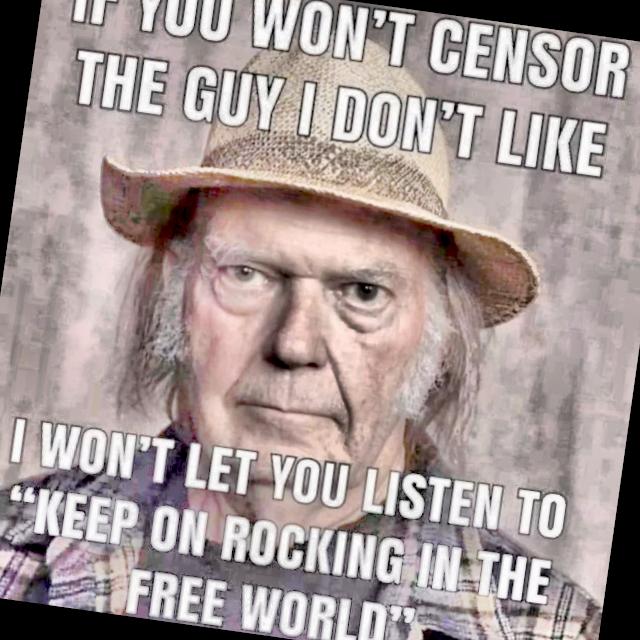 IF YOU WON'T CENSOR
THE GUY I DON'T LIKE
I WON'T LET YOU LISTEN TO
"KEEP ON ROCKING IN THE
FREE WORLD"